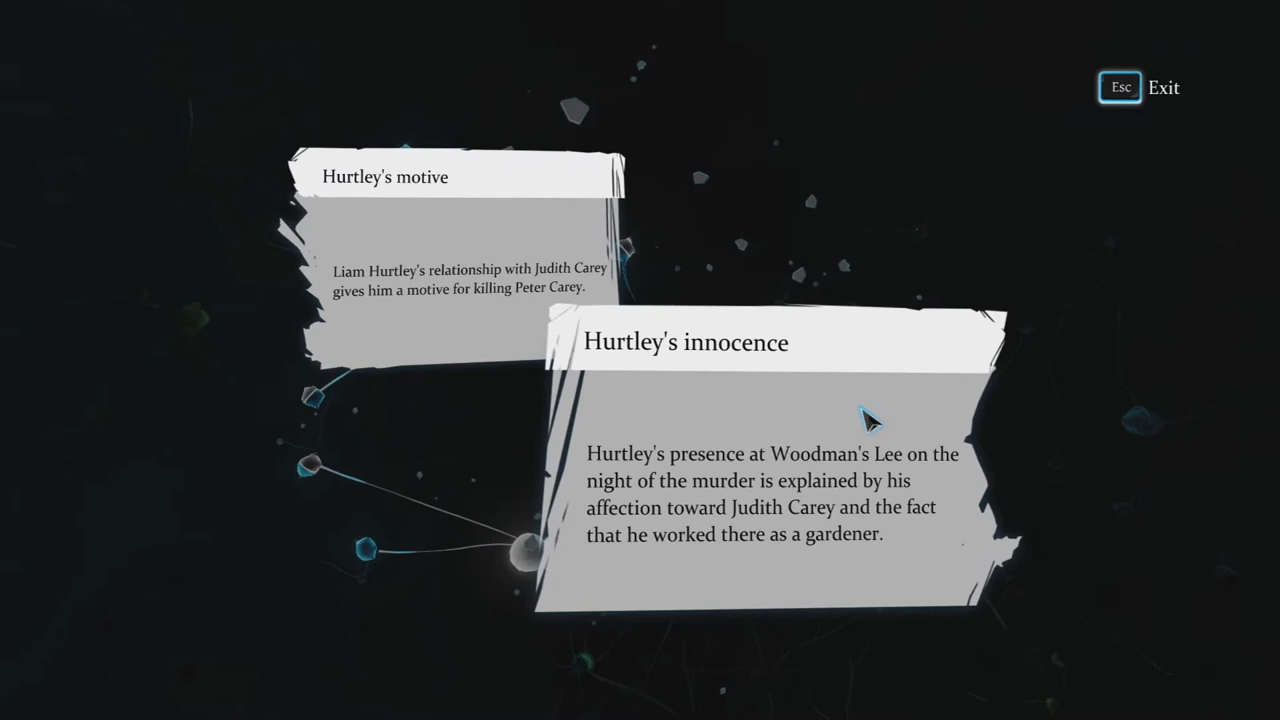 Esc Exit
Hurtley's motive
Liam Hurtley's relationship with Judith Carey
gives him a motive for killing Peter Carey.
Hurtley's innocence
Hurtley's presence at Woodman's Lee on the
night of the murder is explained by his
affection toward Judith Carey and the fact
that he worked there as a gardener.